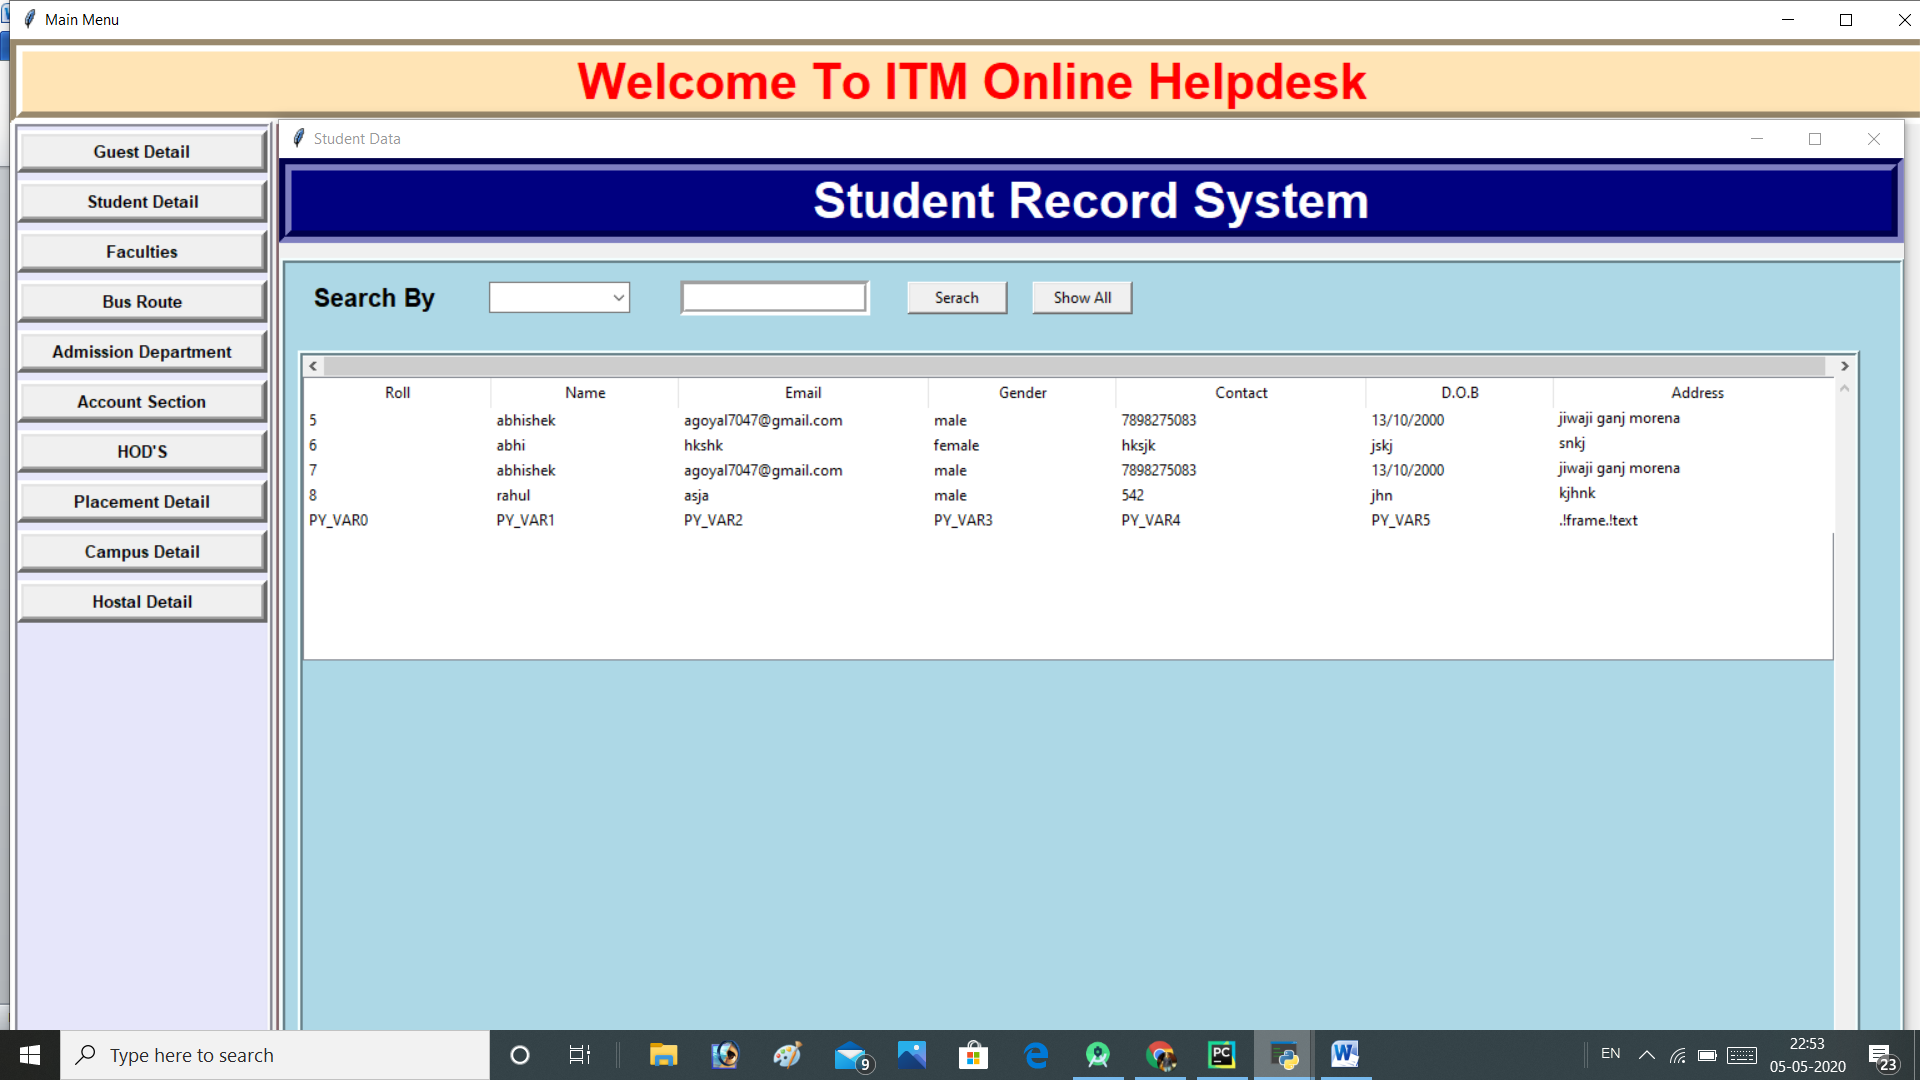 Main Menu
Welcome To ITM Online Helpdesk
Guest Detail
Student Detail
Faculties
Bus Route
Admission Department
Account Section
HOD'S
Placement Detail
Campus Detail
Hostal Detail
Student Data
Student Record System
Search By Serach Show All
Roll Name Email Gender Contact D.O.B Address
5 abhishek agoyal7047@gmail.com male 7898275083 13/10/2000 jiwaji ganj morena
6 abhi hkshk female hksjk jskj snkj
7 abhishek agoyal7047@gmail.com male 7898275083 13/10/2000 jiwaji ganj morena
8 rahul asja male 542 jhn kjhnk
PY_VAR0 PY_VAR1 PY_VAR2 PY_VAR3 PY_VAR4 PY_VAR5 .!frame.!text
Type here to search 9 PC W EN 22:53
05-05-2020 23